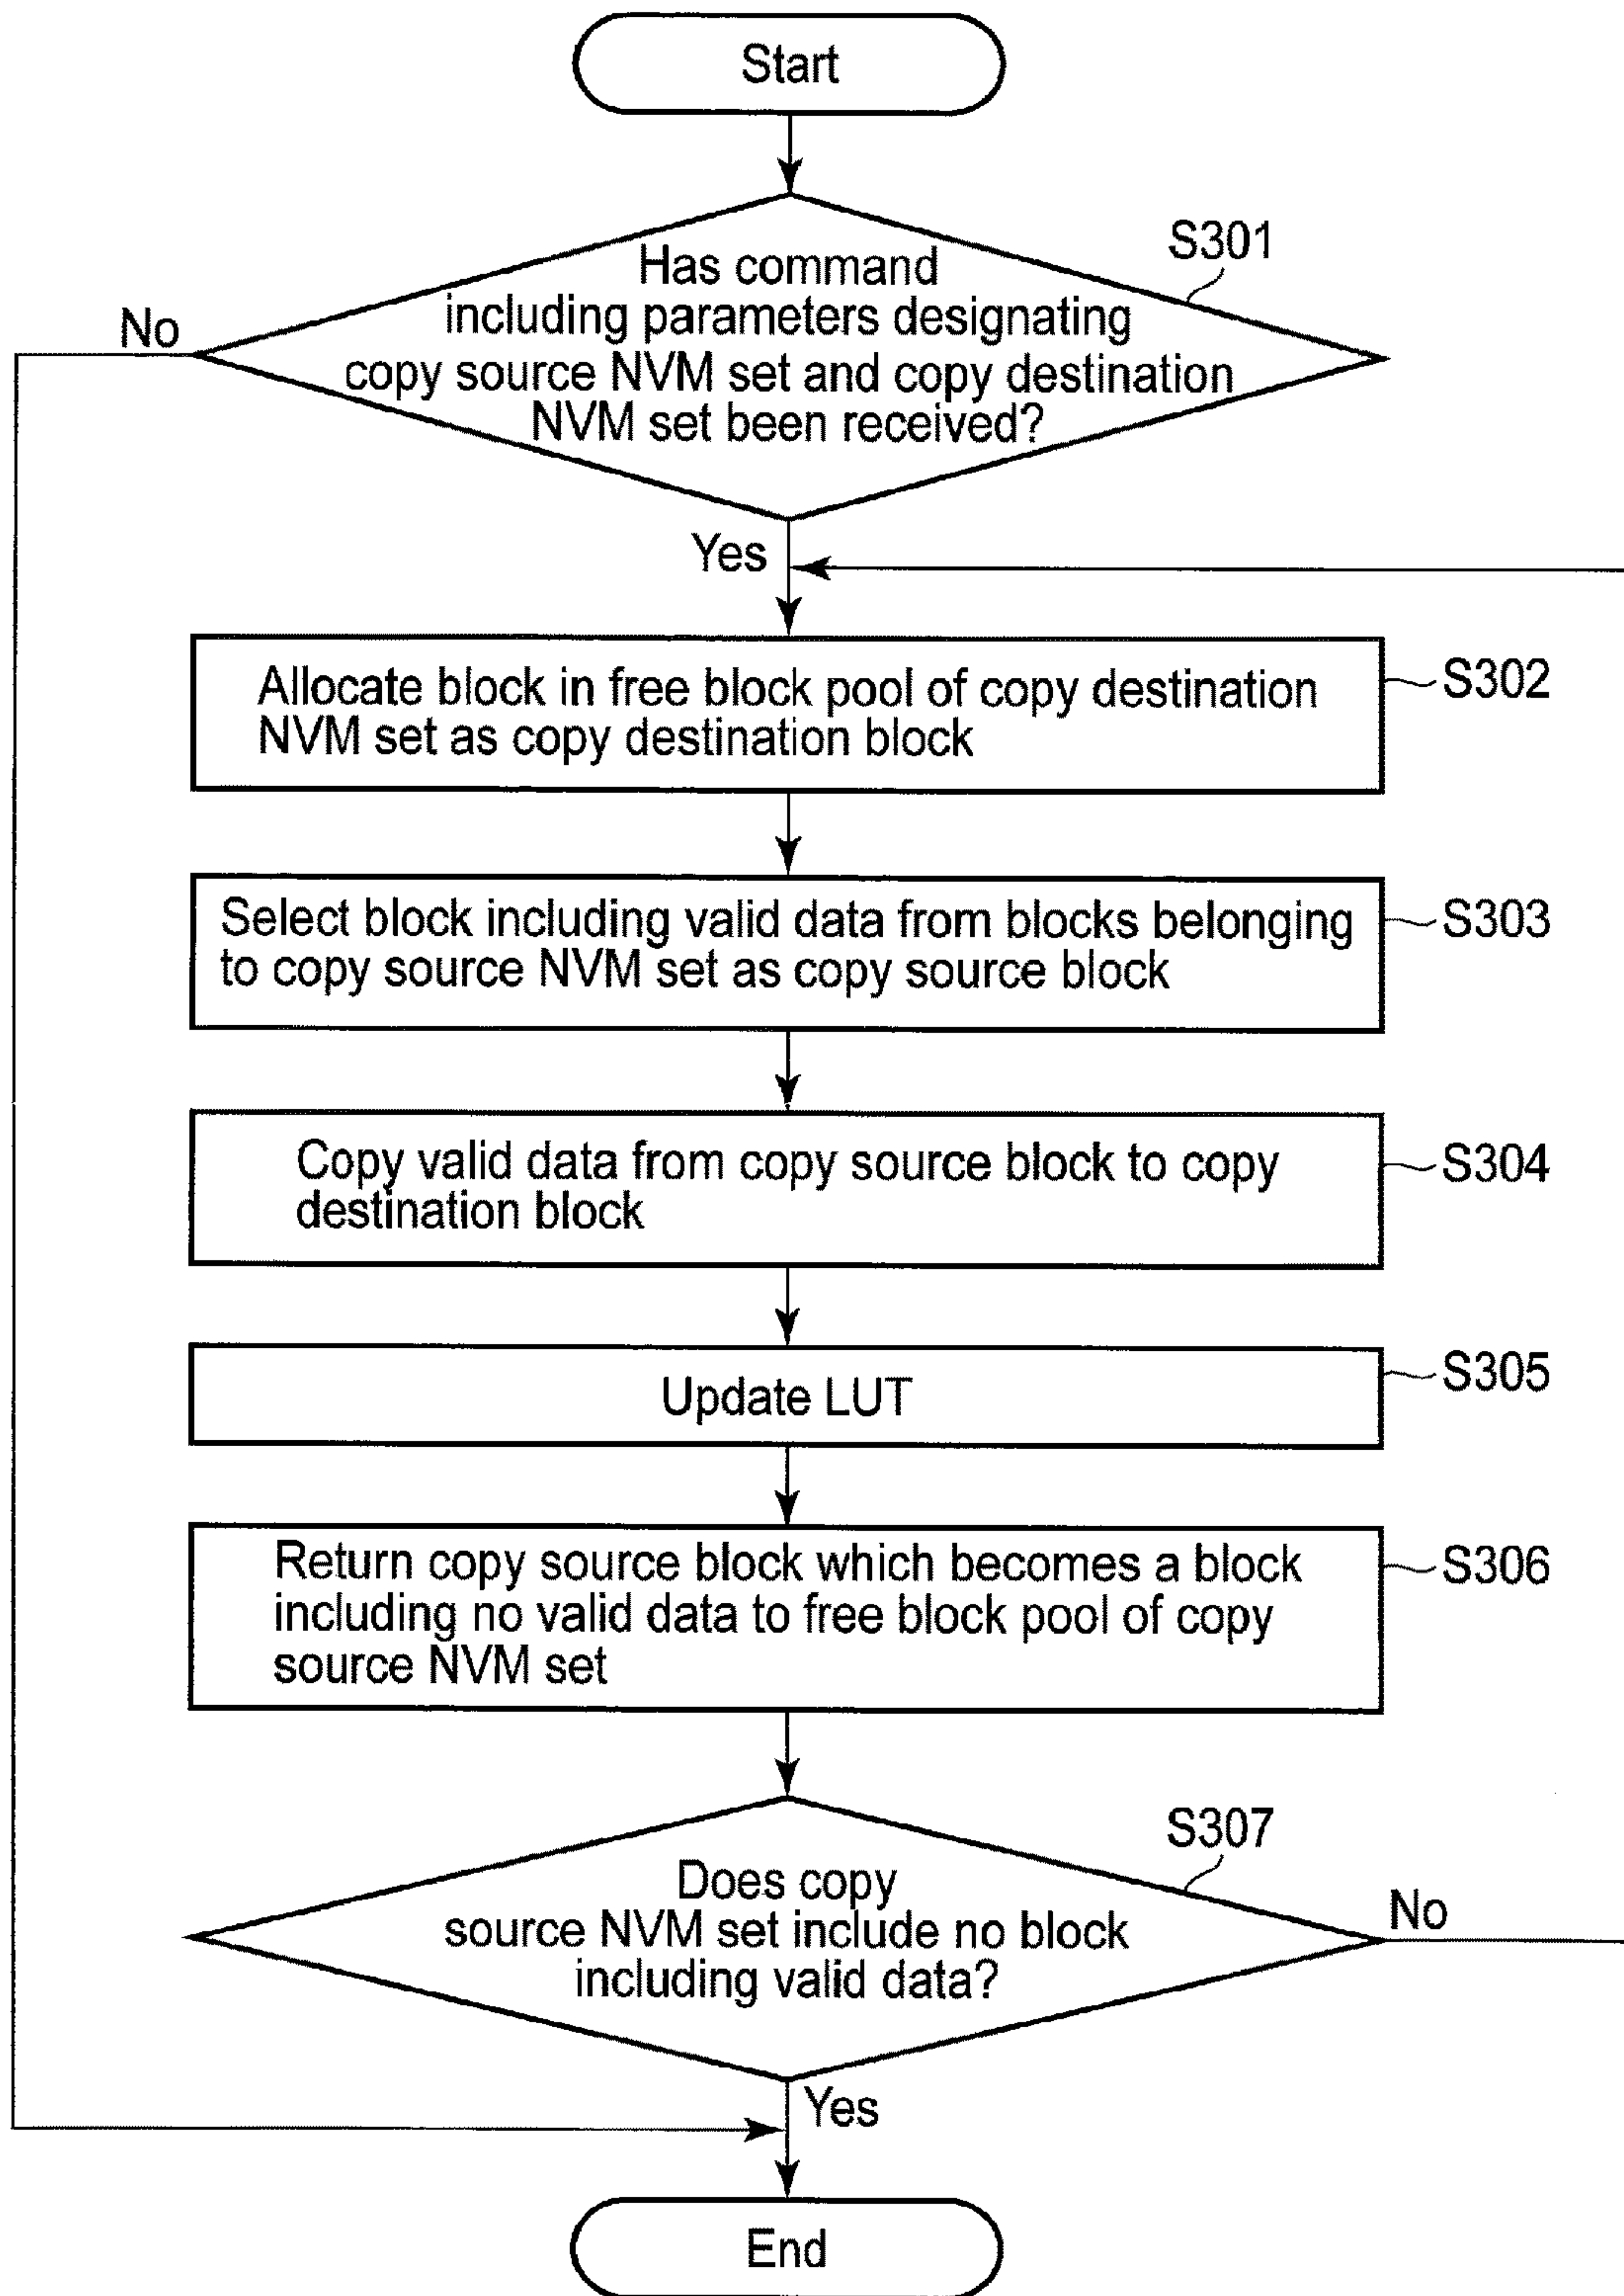 Start
S301
Has command
including parameters designating
copy source NVM set and copy destination
NVM set been received?
No
Yes
Allocate block in free block pool of copy destination
NVM set as copy destination block
S302
Select block including valid data from blocks belonging
to copy source NVM set as copy source block
S303
Copy valid data from copy source block to copy
destination block
S304
Update LUT
S305
Return copy source block which becomes a block
including no valid data to free block pool of copy
source NVM set
S306
S307
Does copy
source NVM set include no block
including valid data?
No
Yes
End